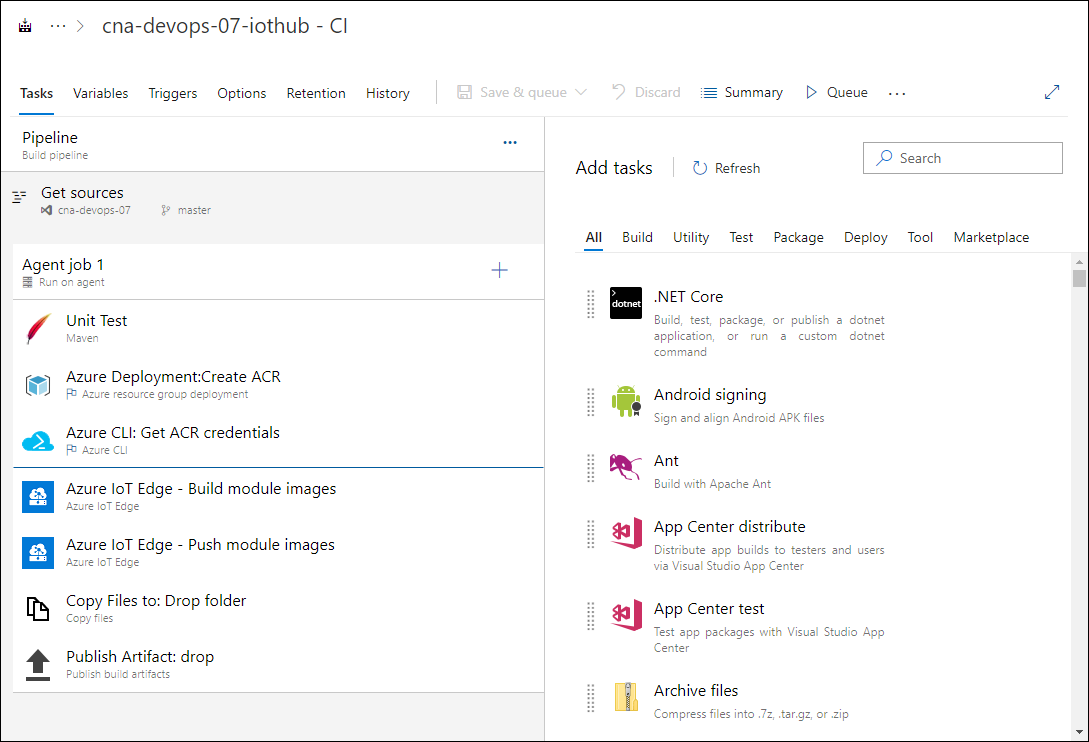 ··· > cna-devops-07-iothub - CI
Tasks Variables Triggers Options Retention History Save & queue Discard Summary Queue ...
Pipeline ...
Build pipeline
Get sources
cna-devops-07 master
Agent job 1 +
Run on agent
Unit Test
Maven
Azure Deployment:Create ACR
Azure resource group deployment
Azure CLI: Get ACR credentials
Azure CLI
Azure IoT Edge - Build module images
Azure IoT Edge
Azure IoT Edge - Push module images
Azure IoT Edge
Copy Files to: Drop folder
Copy files
Publish Artifact: drop
Publish build artifacts
Add tasks Refresh Search
All Build Utility Test Package Deploy Tool Marketplace
dotnet
.NET Core
Build, test, package, or publish a dotnet
application, or run a custom dotnet
command
Android signing
Sign and align Android APK files
Ant
Build with Apache Ant
App Center distribute
Distribute app builds to testers and users
via Visual Studio App Center
App Center test
Test app packages with Visual Studio App
Center
Archive files
Compress files into .7z, .tar.gz, or .zip